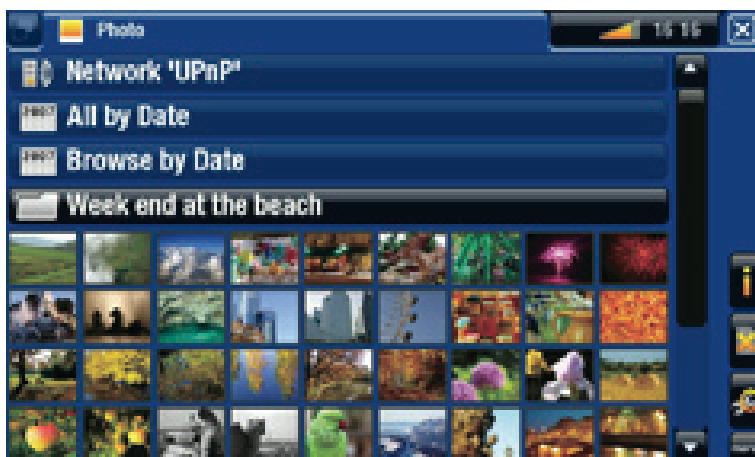 Photo
16 16
Network 'UPnP'
All by Date
Browse by Date
Week end at the beach